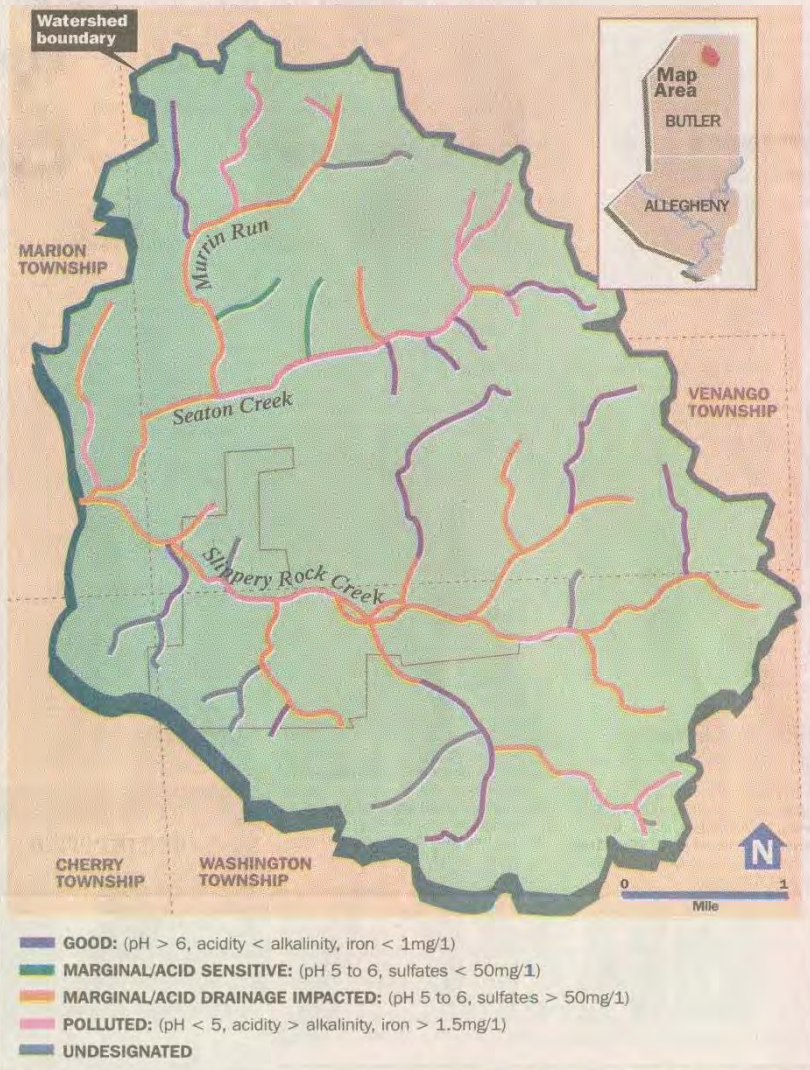 Watershed
boundary
Map
Area
BUTLER
ALLEGHENY
MARION
TOWNSHIP
Murrin Run
Seaton Creek
VENANGO
TOWNSHIP
Slippery Rock Creek
CHERRY
TOWNSHIP
WASHINGTON
TOWNSHIP
N
0 1
Mile
GOOD: (pH > 6, acidity < alkalinity, iron < 1mg/1)
MARGINAL/ACID SENSITIVE: (pH 5 to 6, sulfates < 50mg/1)
MARGINAL/ACID DRAINAGE IMPACTED: (pH 5 to 6, sulfates > 50mg/1)
POLLUTED: (pH < 5, acidity > alkalinity, iron > 1.5mg/1)
UNDESIGNATED